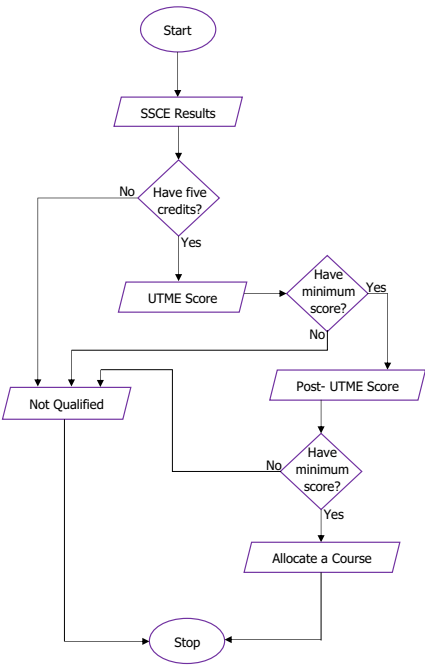 Start
SSCE Results
No
Have five
credits?
Yes
UTME Score
Have
minimum
score?
Yes
No
Post- UTME Score
Not Qualified
No
Have
minimum
score?
Yes
Allocate a Course
Stop